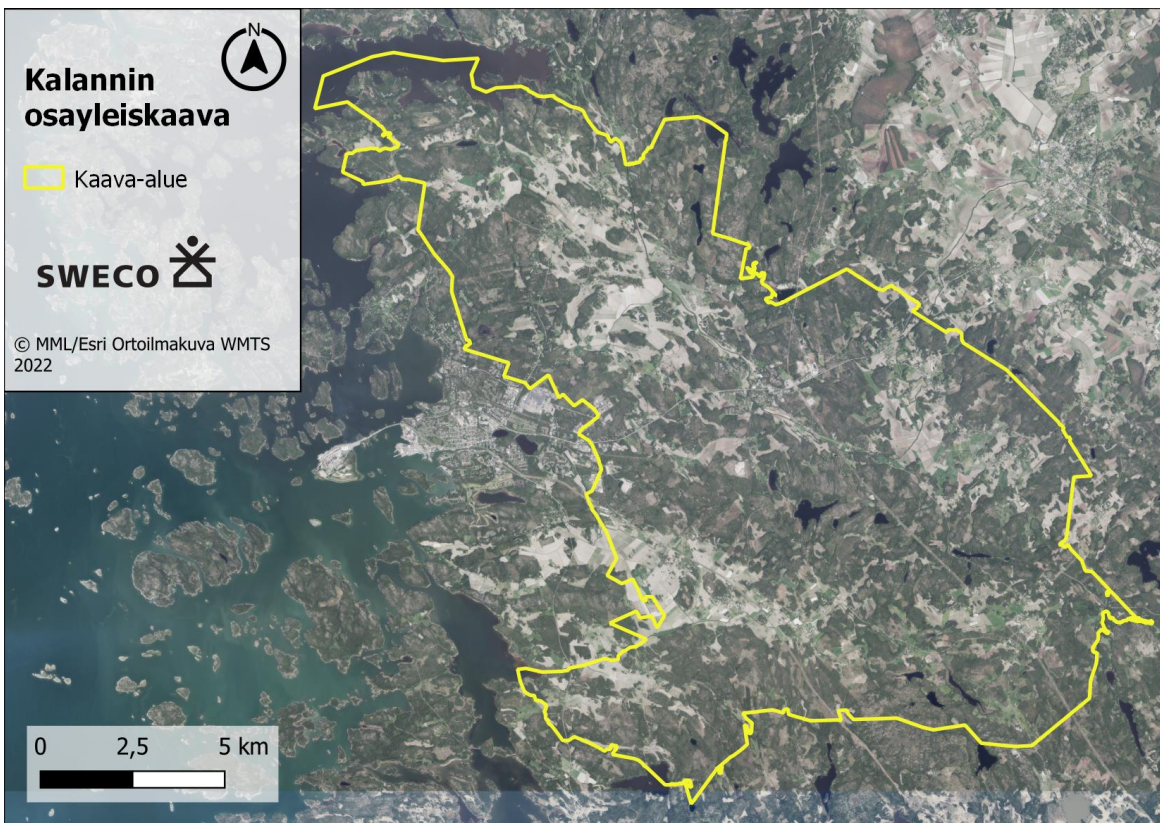 N
Kalannin
osayleiskaava
Kaava-alue
SWECO
© MML/Esri Ortoilmakuva WMTS
2022
0 2,5 5 km